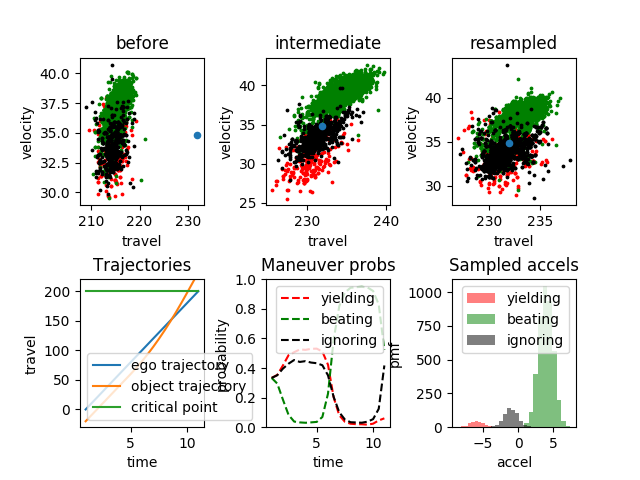 before
intermediate
resampled
velocity
40.0
37.5
35.0
32.5
30.0
210
220
230
travel
velocity
40
35
30
25
230
240
travel
velocity
40
35
30
230
235
travel
Trajectories
Maneuver probs
Sampled accels
travel
200
150
100
50
0
ego trajectory
object trajectory
critical point
5
10
time
probability
1.0
0.8
0.6
0.4
0.2
0.0
yielding
beating
ignoring
5
10
time
pmf
1000
750
500
250
0
yielding
beating
ignoring
−5
0
5
accel